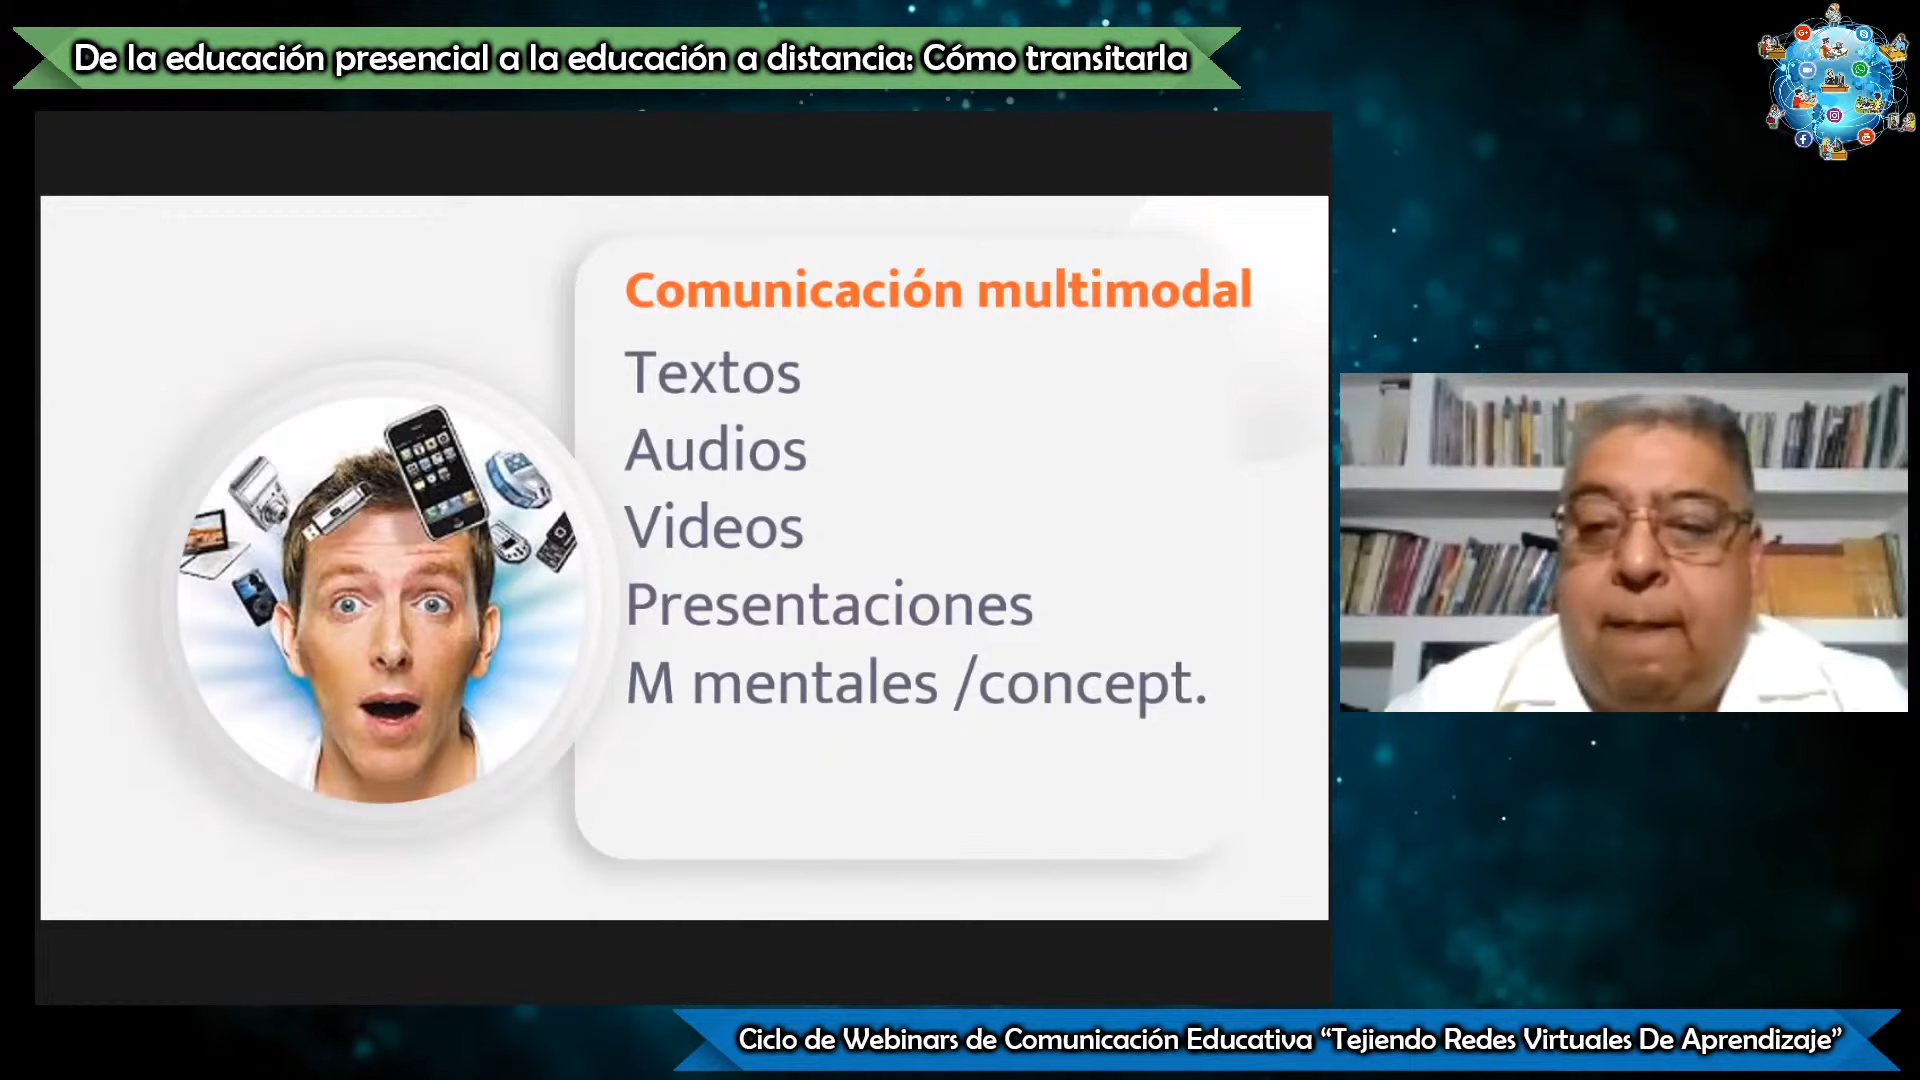 De la educación presencial a la educación a distancia: Cómo transitarla
Comunicación multimodal
Textos
Audios
Videos
Presentaciones
M mentales /concept.
Ciclo de Webinars de Comunicación Educativa “Tejiendo Redes Virtuales De Aprendizaje”